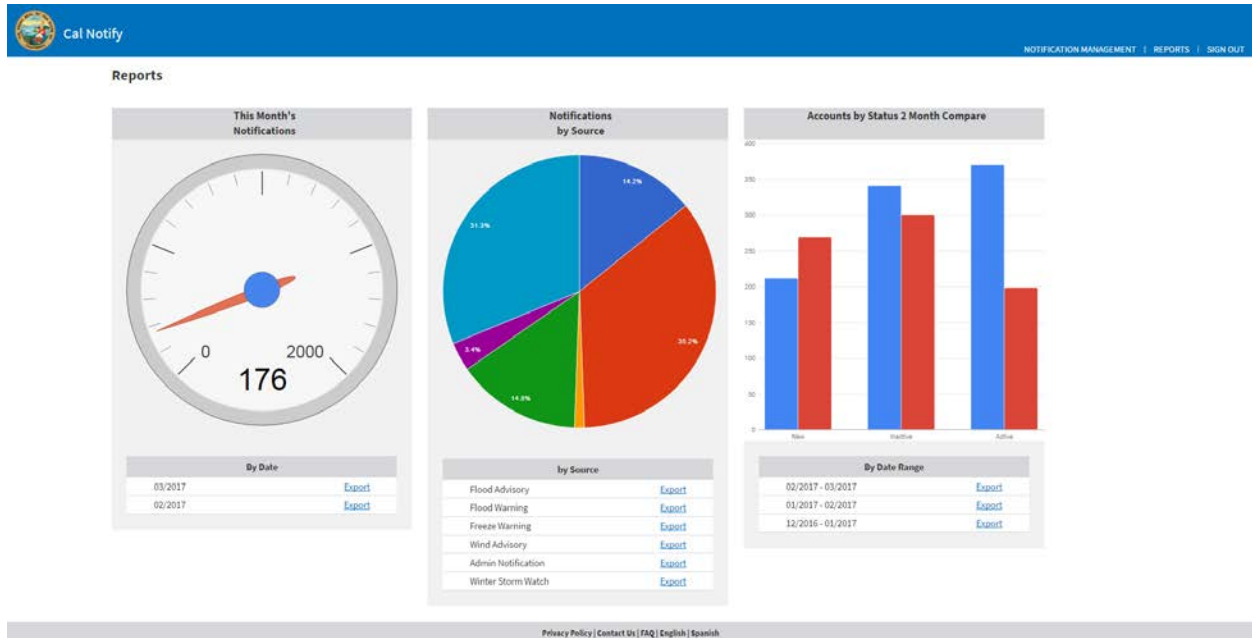 Cal Notify
NOTIFICATION MANAGEMENT | REPORTS | SIGN OUT
Reports
This Month's
Notifications
0
2000
176
By Date
03/2017 Export
02/2017 Export
Notifications
by Source
14.2%
31.3%
35.2%
3.4%
14.8%
by Source
Flood Advisory Export
Flood Warning Export
Freeze Warning Export
Wind Advisory Export
Admin Notification Export
Winter Storm Watch Export
Accounts by Status 2 Month Compare
400
350
300
250
200
150
100
50
0
New Inactive Active
By Date Range
02/2017 - 03/2017 Export
01/2017 - 02/2017 Export
12/2016 - 01/2017 Export
Privacy Policy | Contact Us | FAQ | English | Spanish